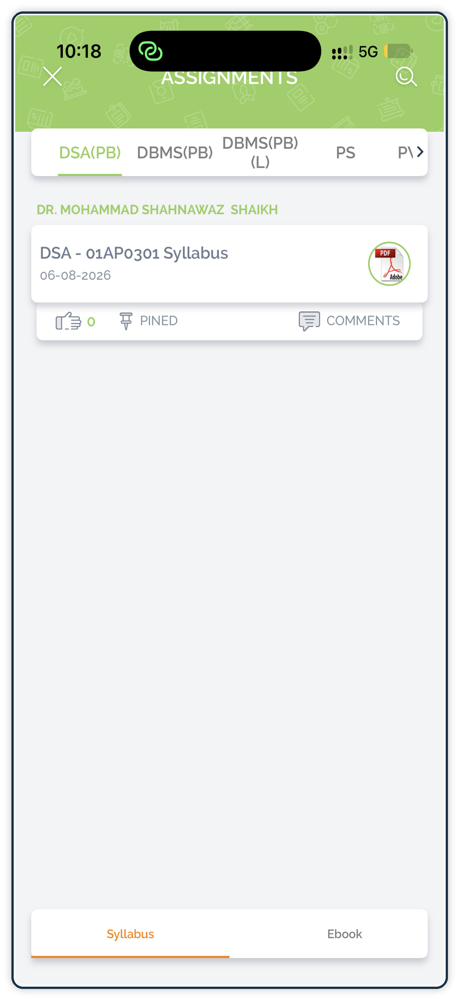 10:18
5G
ASSIGNMENTS
DSA(PB)
DBMS(PB)
DBMS(PB)
(L)
PS
DR. MOHAMMAD SHAHNAWAZ SHAIKH
DSA - 01AP0301 Syllabus
PDF
Adobe
06-08-2026
0
PINED
COMMENTS
Syllabus
Ebook